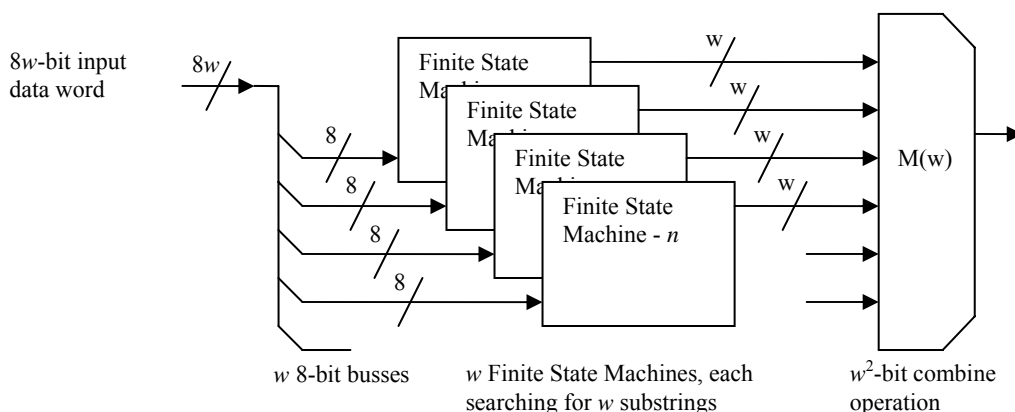 8w-bit input
data word
8w
8
8
8
8
Finite State
Finite State
Finite State
Finite State
Machine - n
w
w
w
w
M(w)
w 8-bit busses
w Finite State Machines, each
searching for w substrings
w²-bit combine
operation